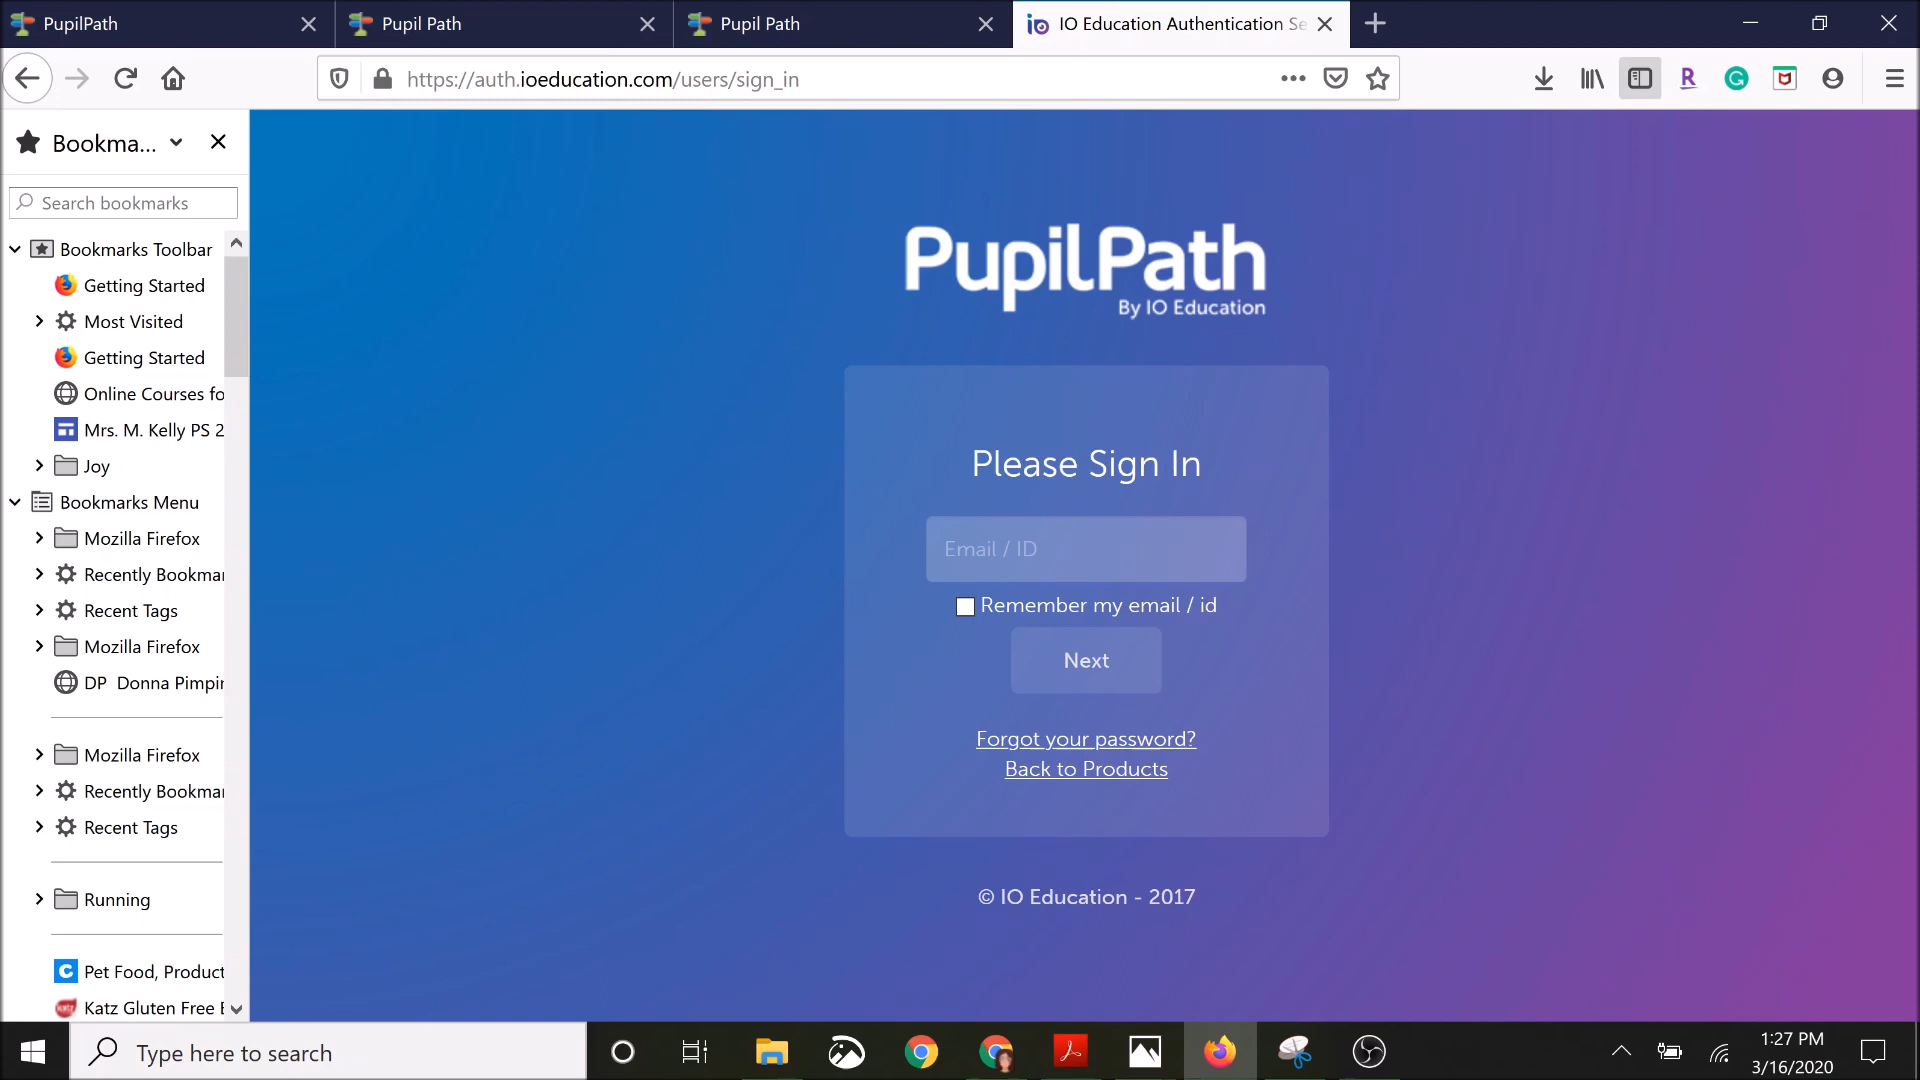 PupilPath
Pupil Path
Pupil Path
IO Education Authentication Se
https://auth.ioeducation.com/users/sign_in
Bookma...
Search bookmarks
Bookmarks Toolbar
Getting Started
Most Visited
Getting Started
Online Courses fo
Mrs. M. Kelly PS 2
Joy
Bookmarks Menu
Mozilla Firefox
Recently Bookmar
Recent Tags
Mozilla Firefox
DP Donna Pimpin
Mozilla Firefox
Recently Bookmar
Recent Tags
Running
Pet Food, Product
Katz Gluten Free B
PupilPath
By IO Education
Please Sign In
Email / ID
Remember my email / id
Next
Forgot your password?
Back to Products
© IO Education - 2017
Type here to search
1:27 PM
3/16/2020